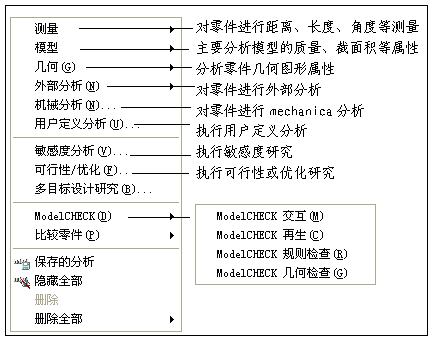 测量 对零件进行距离、长度、角度等测量
模型 主要分析模型的质量、截面积等属性
几何(G) 分析零件几何图形属性
外部分析(N) 对零件进行外部分析
机械分析(N)... 对零件进行 mechanica 分析
用户定义分析(U)... 执行用户定义分析
敏感度分析(Y)... 执行敏感度研究
可行性/优化(F)... 执行可行性或优化研究
多目标设计研究(B)...
ModelCHECK(D) ModelCHECK 交互(M)
比较零件(P) ModelCHECK 再生(C)
ModelCHECK 规则检查(R)
保存的分析 ModelCHECK 几何检查(G)
隐藏全部
删除
删除全部